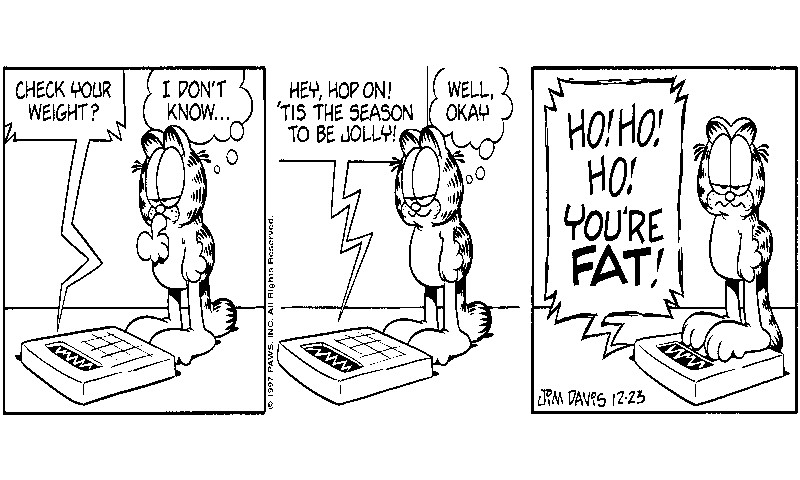 CHECK YOUR
WEIGHT?
I DON'T
KNOW...
© 1997 PAWS, INC. All Rights Reserved.
HEY, HOP ON!
'TIS THE SEASON
TO BE JOLLY!
WELL,
OKAY
HO! HO!
HO!
YOU'RE
FAT!
JIM DAVIS 12-23